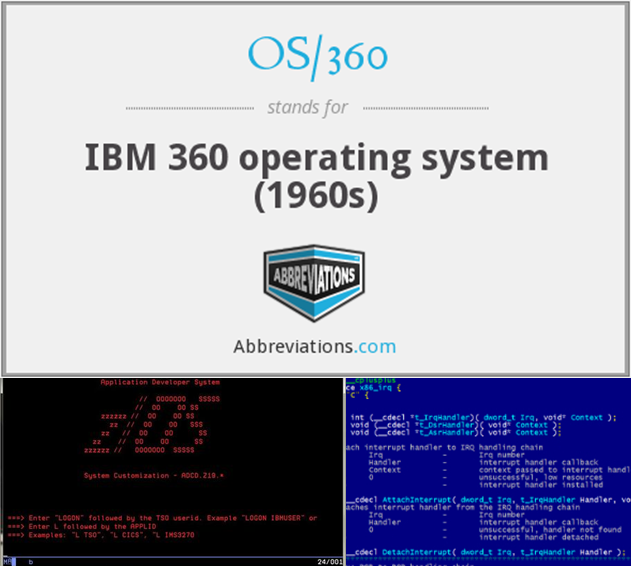 OS/360
stands for
IBM 360 operating system
(1960s)
ABBREVIATIONS
Abbreviations.com
Application Developer System
// OOOOOOO SSSSS
// OO OO SS
zzzzzz // OO OO SS
zz // OO OO SSS
zz // OO OO SS
zz // OO OO SS
zzzzzz // OOOOOOO SSSSS
System Customization - ADCD.Z19.*
===> Enter "LOGON" followed by the TSO userid. Example "LOGON IBMUSER" or
===> Enter L followed by the APPLID
===> Examples: "L TSO", "L CICS", "L IMS3270
b
24/001
__cplusplus
ce x86_irq {
"C" {
int (__cdecl *t_IrqHandler)( dword_t Irq, void* Context );
void (__cdecl *t_DsrHandler)( void* Context );
void (__cdecl *t_AsrHandler)( void* Context );
ach interrupt handler to IRQ handling chain
Irq - Irq number
Handler - interrupt handler callback
Context - context passed to interrupt handl
0 - unsuccessful, low resources
interrupt handler installed
__cdecl AttachInterrupt( dword_t Irq, t_IrqHandler Handler, vo
aches interrupt handler from the IRQ handling chain
Irq - Irq number
Handler - interrupt handler callback
0 - unsuccessful, handler not found
- interrupt detached
__cdecl DetachInterrupt( dword_t Irq, t_IrqHandler Handler );